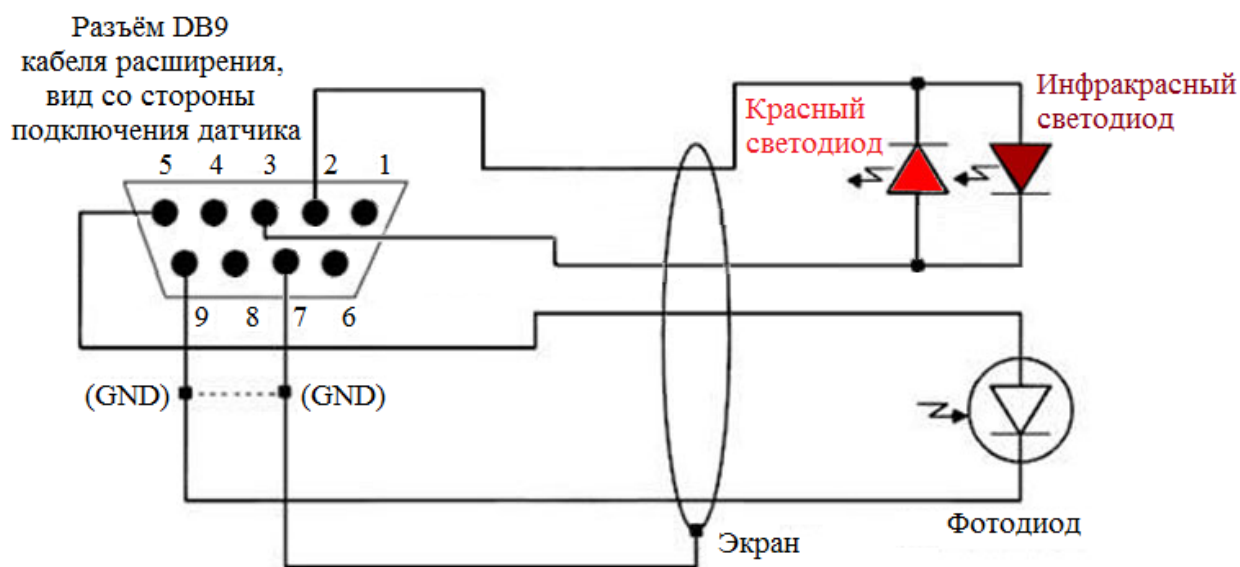 Разъём DB9
кабеля расширения,
вид со стороны
подключения датчика
5 4 3 2 1
9 8 7 6
(GND) (GND)
Красный
светодиод
Инфракрасный
светодиод
Фотодиод
Экран